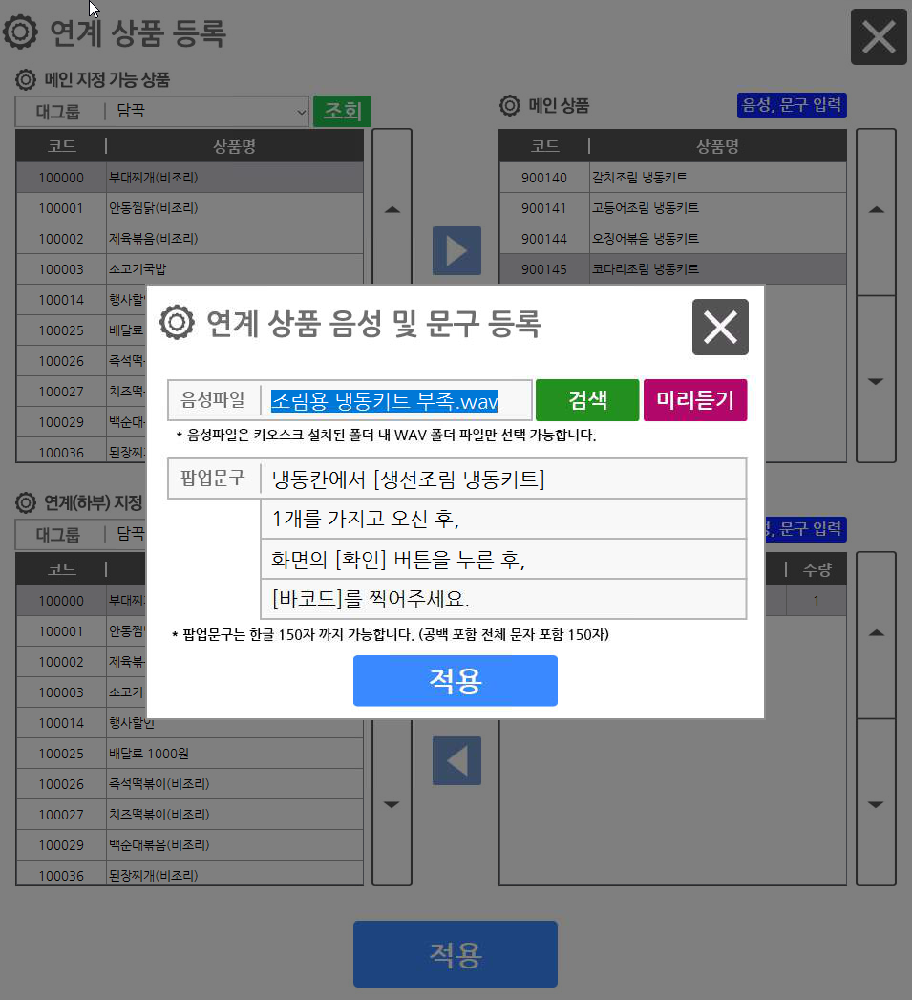 연계 상품 등록
메인 지정 가능 상품
대그룹 담꾹 조회
코드 상품명
100000 부대찌개(비조리)
100001 안동찜닭(비조리)
100002 제육볶음(비조리)
100003 소고기국밥
100014 행사할
100025 배달료
100026 즉석떡
100027 치즈떡
100029 백순대
100036 된장찌
메인 상품 음성, 문구 입력
코드 상품명
900140 갈치조림 냉동키트
900141 고등어조림 냉동키트
900144 오징어볶음 냉동키트
900145 코다리조림 냉동키트
연계 상품 음성 및 문구 등록
음성파일 조림용 냉동키트 부족.wav 검색 미리듣기
* 음성파일은 키오스크 설치된 폴더 내 WAV 폴더 파일만 선택 가능합니다.
팝업문구 냉동칸에서 [생선조림 냉동키트]
1개를 가지고 오신 후,
화면의 [확인] 버튼을 누른 후,
[바코드]를 찍어주세요.
* 팝업문구는 한글 150자 까지 가능합니다. (공백 포함 전체 문자 포함 150자)
적용
연계(하부) 지정
대그룹 담꾹
코드
100000 부대찌
100001 안동찜
100002 제육볶
100003 소고기
100014 행사할인
100025 배달료 1000원
100026 즉석떡볶이(비조리)
100027 치즈떡볶이(비조리)
100029 백순대볶음(비조리)
100036 된장찌개(비조리)
, 문구 입력
수량
1
적용